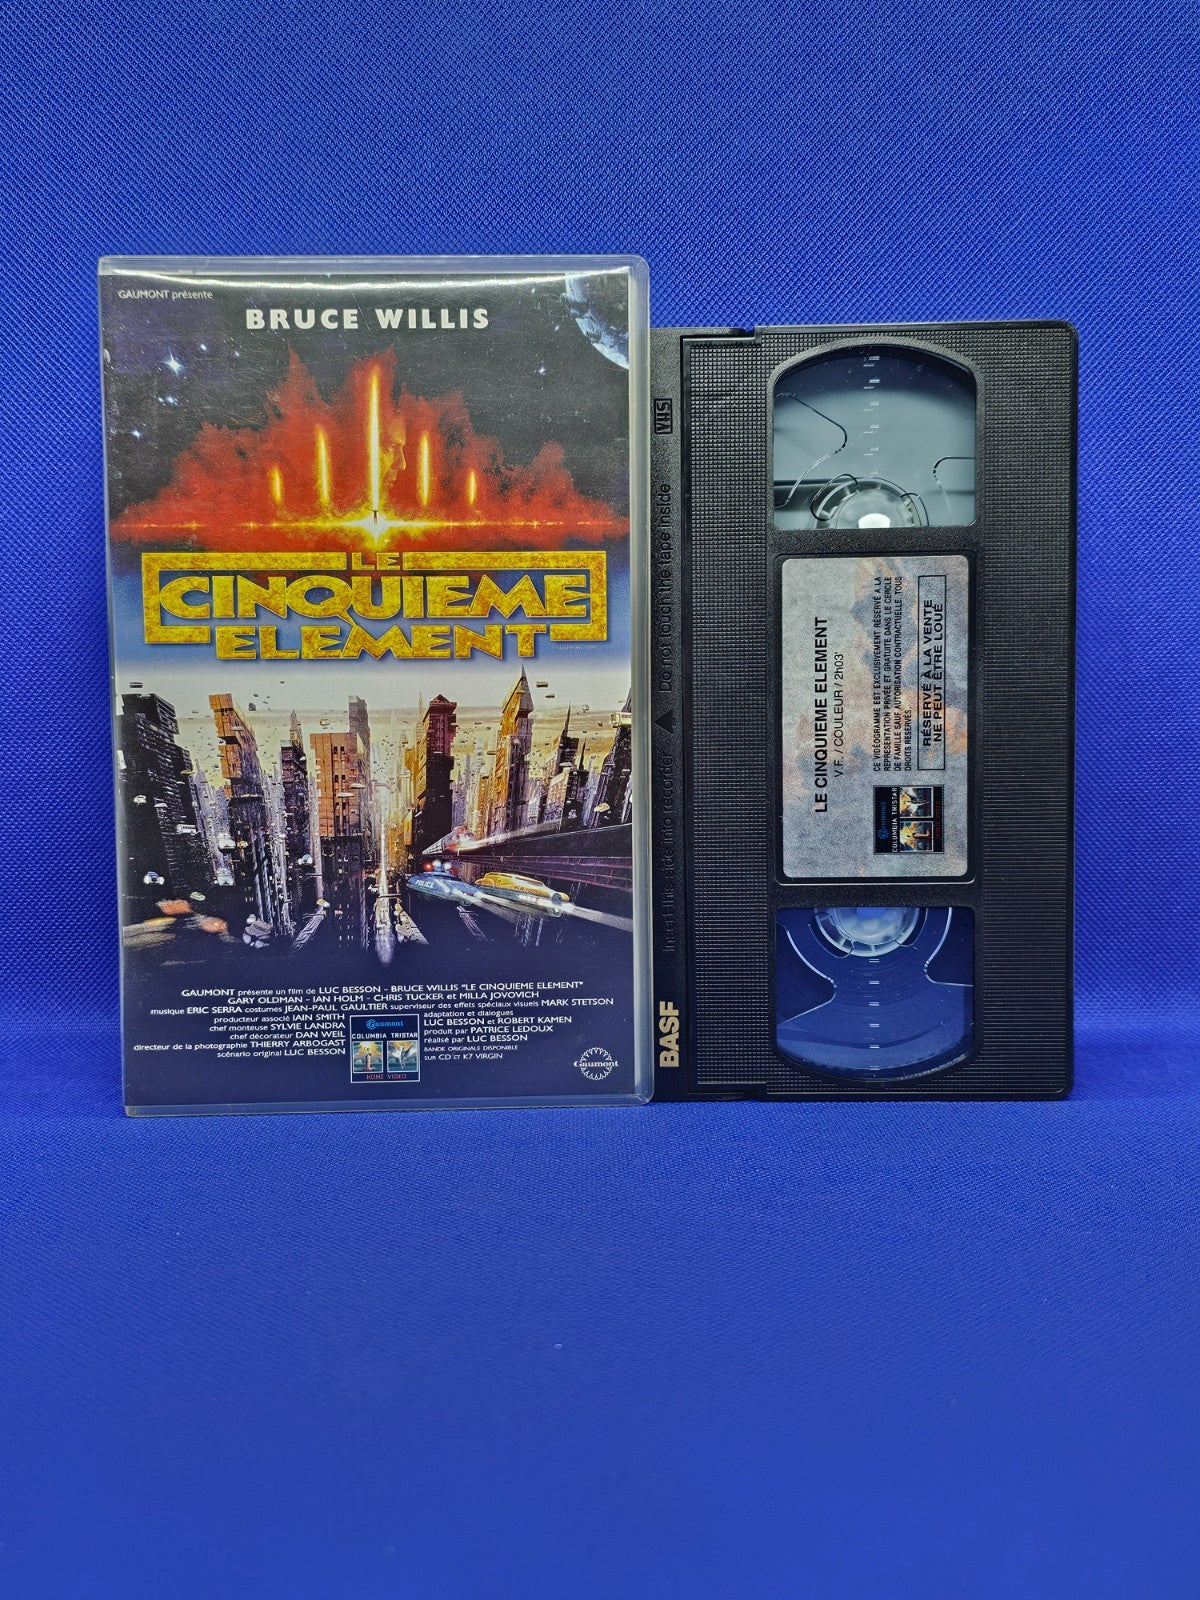 GAUMONT présente
BRUCE WILLIS
LE
CINQUIEME
ELEMENT
POLICE
GAUMONT présente un film de LUC BESSON - BRUCE WILLIS "LE CINQUIEME ELEMENT"
GARY OLDMAN - IAN HOLM - CHRIS TUCKER et MILLA JOVOVICH
musique ERIC SERRA costumes JEAN-PAUL GAULTIER superviseur des effets spéciaux visuels MARK STETSON
producteur associé IAIN SMITH
chef monteuse SYLVIE LANDRA
chef décorateur DAN WEIL
directeur de la photographie THIERRY ARBOGAST
scénario original LUC BESSON
Gaumont
COLUMBIA TRISTAR
HOME VIDEO
adaptation et dialogues
LUC BESSON et ROBERT KAMEN
produit par PATRICE LEDOUX
réalisé par LUC BESSON
BANDE ORIGINALE DISPONIBLE
SUR CD ET K7 VIRGIN
Gaumont
VHS
Do not touch the tape inside
Insert this side into recorder
BASF
LE CINQUIEME ELEMENT
V.F. / COULEUR / 2h03'
CE VIDÉOGRAMME EST EXCLUSIVEMENT RÉSERVÉ A LA
REPRÉSENTATION PRIVÉE ET GRATUITE DANS LE CERCLE
DE FAMILLE SAUF AUTORISATION CONTRACTUELLE. TOUS
DROITS RÉSERVÉS.
RÉSERVÉ À LA VENTE
NE PEUT ÊTRE LOUÉ
Gaumont
COLUMBIA TRISTAR